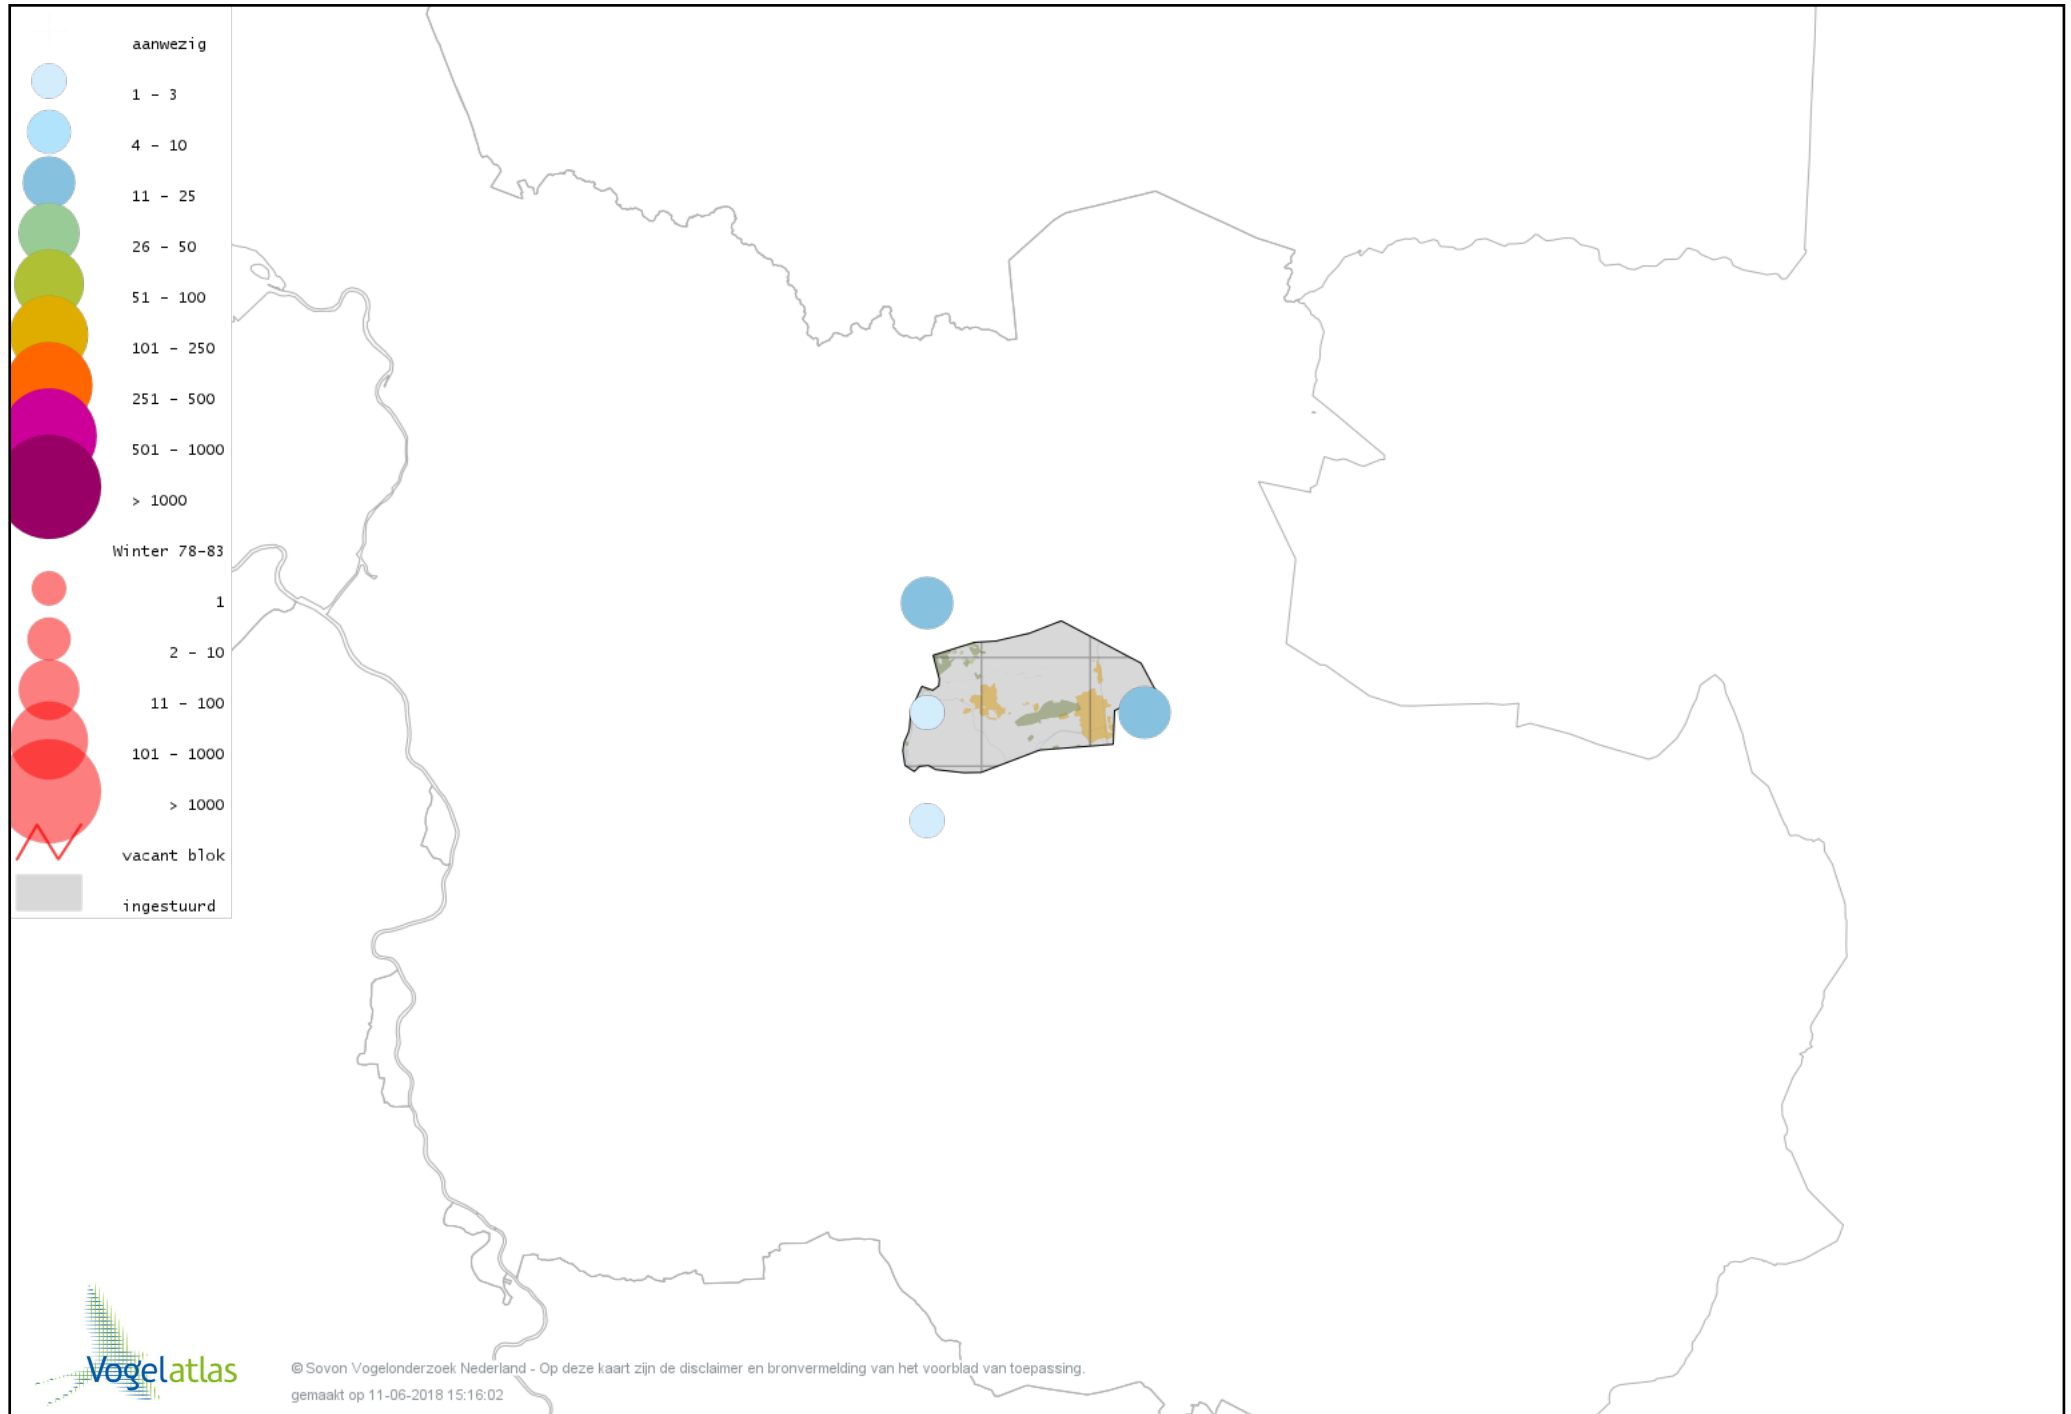 aanwezig
1 - 3
4 - 10
11 - 25
26 - 50
51 - 100
101 - 250
251 - 500
501 - 1000
> 1000
Winter 78-83
1
2 - 10
11 - 100
101 - 1000
> 1000
vacant blok
ingestuurd
Vogelatlas
© Sovon Vogelonderzoek Nederland - Op deze kaart zijn de disclaimer en bronvermelding van het voorblad van toepassing.
gemaakt op 11-06-2018 15:16:02